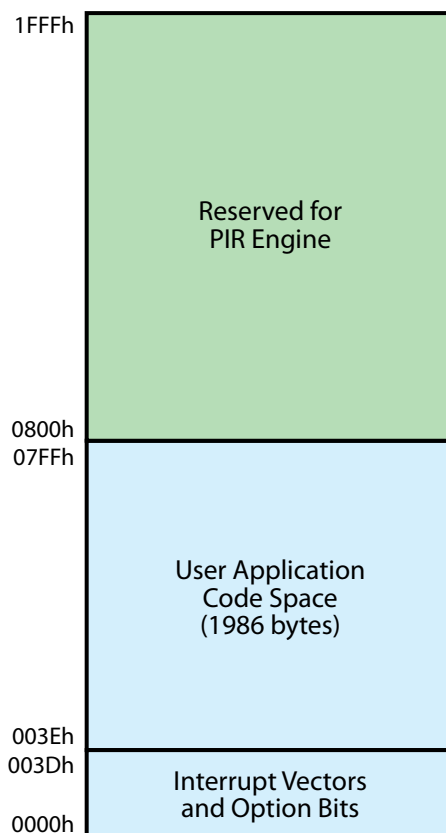 1FFFh
Reserved for
PIR Engine
0800h
07FFh
User Application
Code Space
(1986 bytes)
003Eh
003Dh
Interrupt Vectors
and Option Bits
0000h